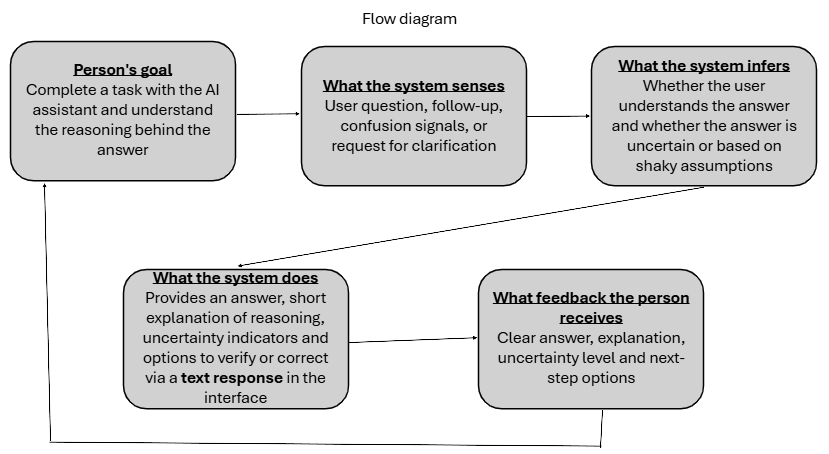 Flow diagram
Person's goal
Complete a task with the AI
assistant and understand
the reasoning behind the
answer
What the system senses
User question, follow-up,
confusion signals, or
request for clarification
What the system infers
Whether the user
understands the answer
and whether the answer is
uncertain or based on
shaky assumptions
What the system does
Provides an answer, short
explanation of reasoning,
uncertainty indicators and
options to verify or correct
via a text response in the
interface
What feedback the person
receives
Clear answer, explanation,
uncertainty level and next-
step options